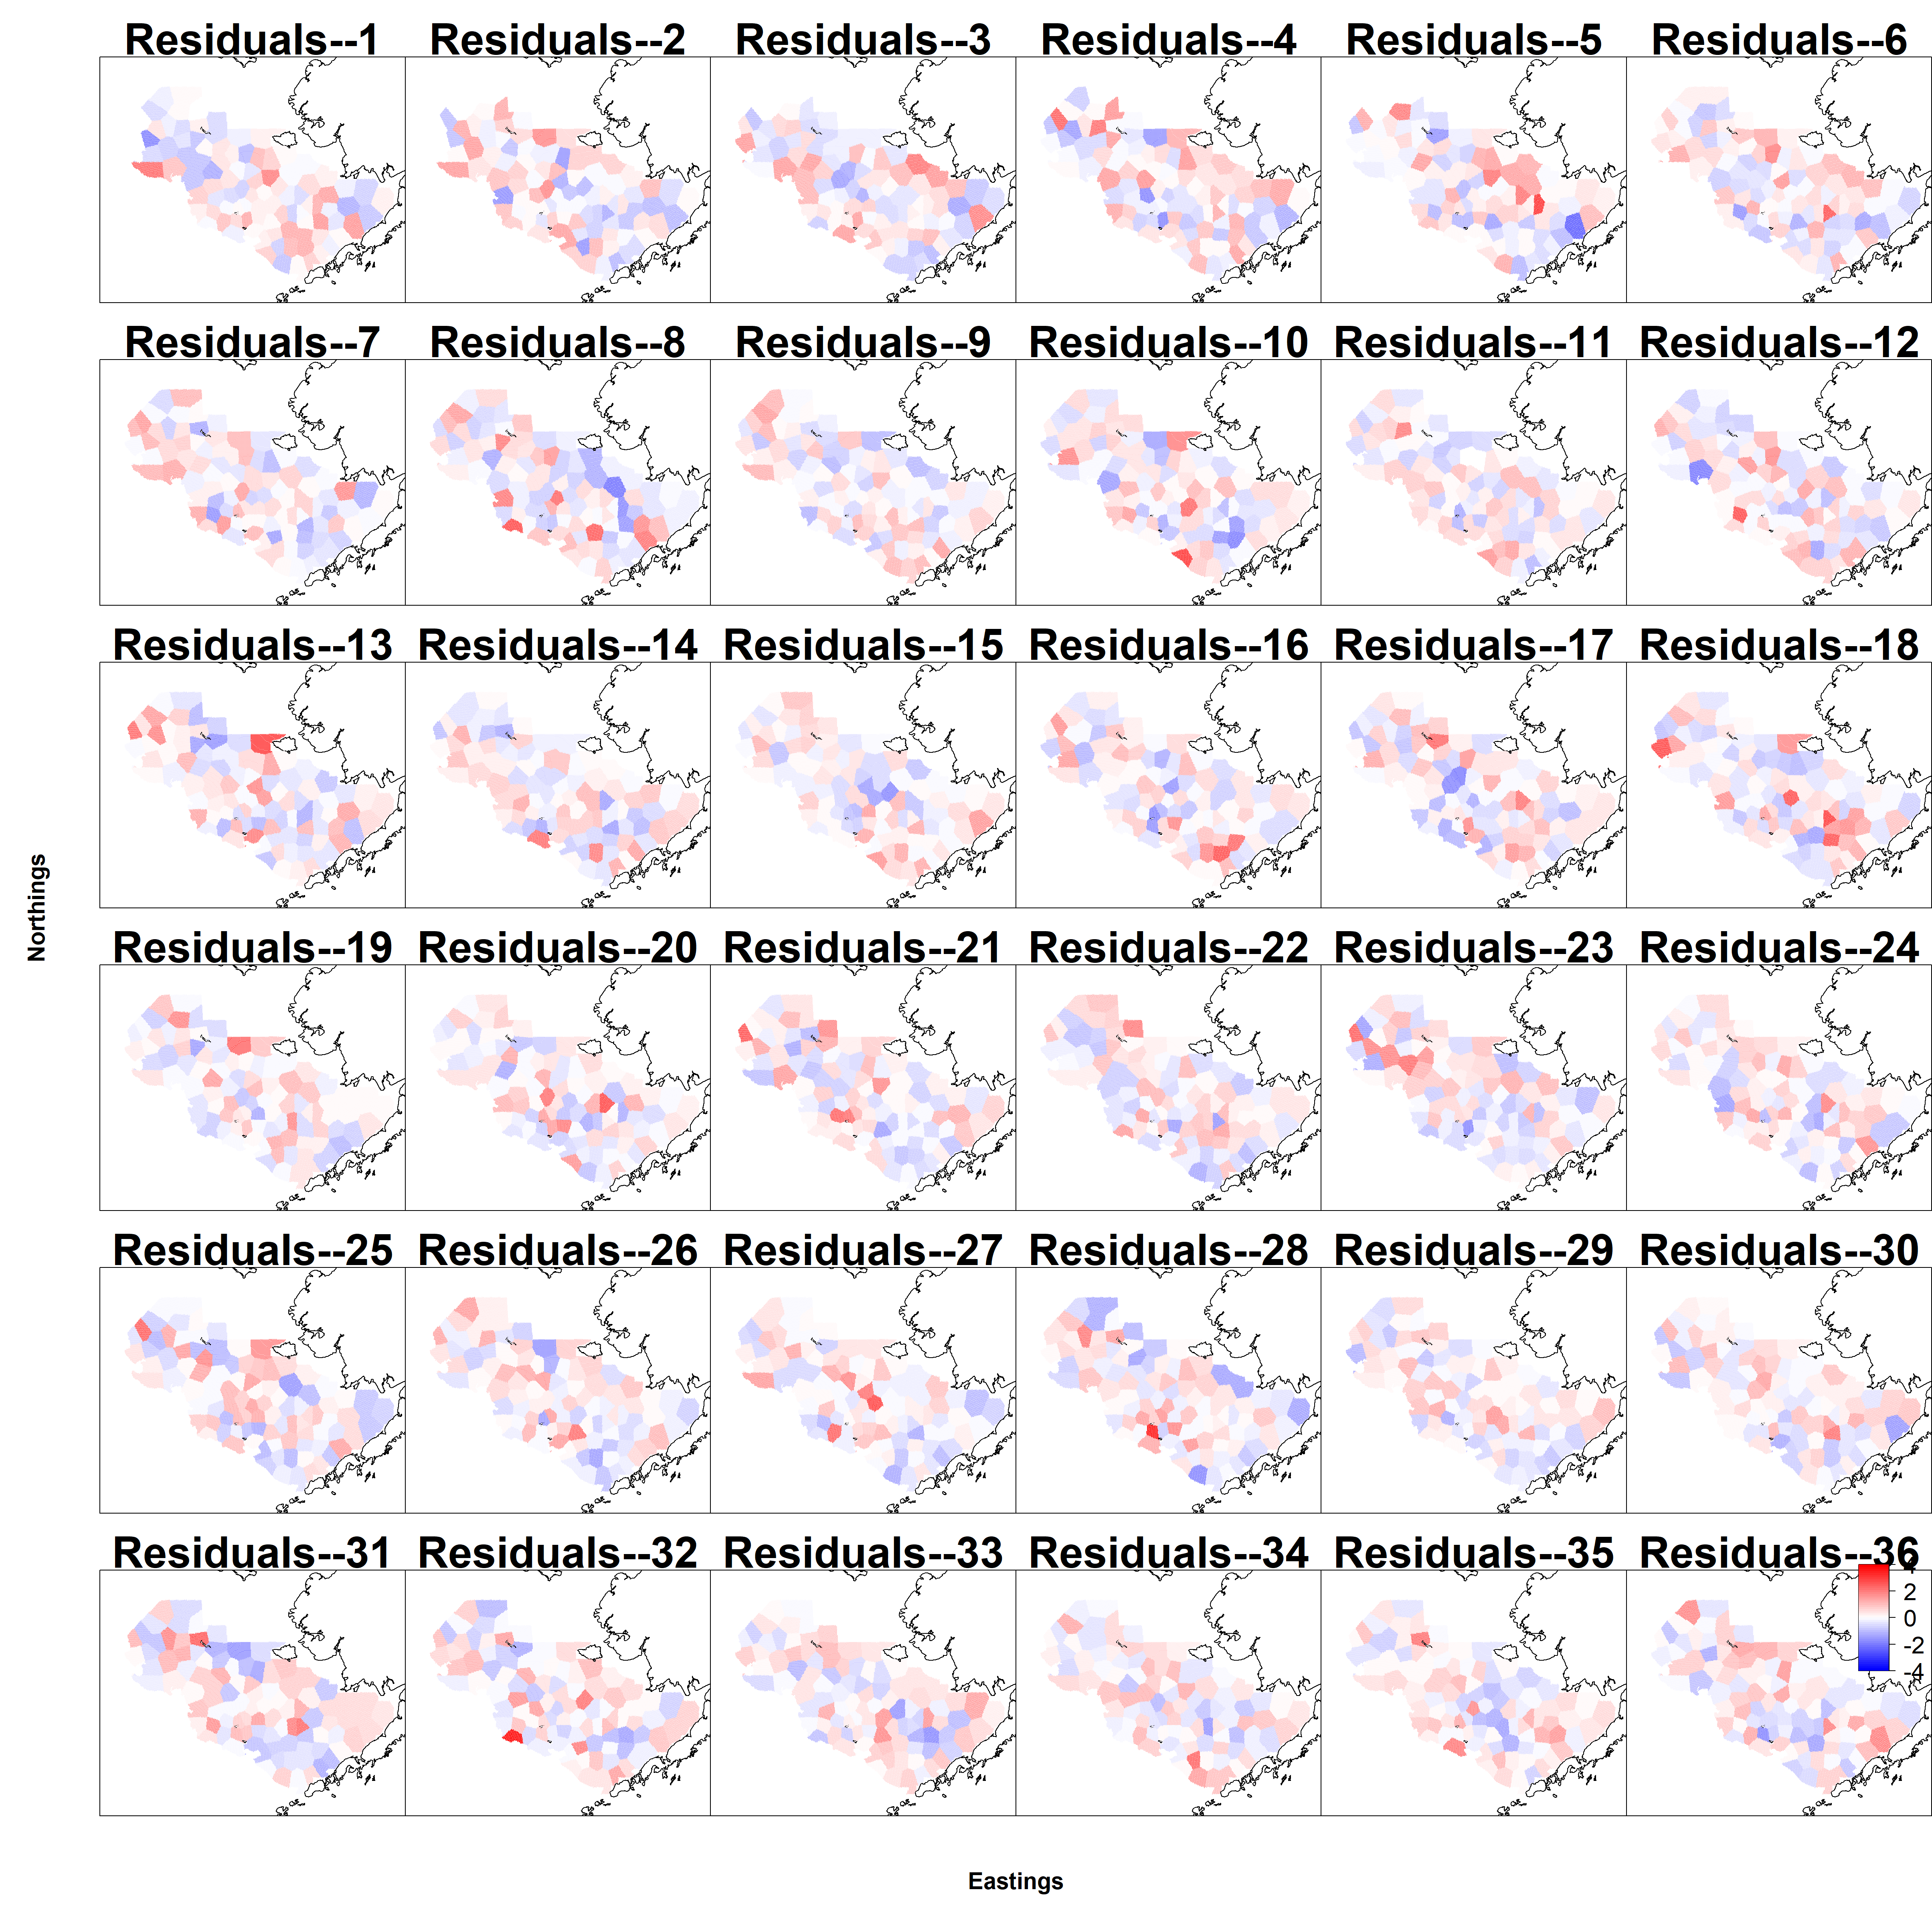 Residuals--1 Residuals--2 Residuals--3 Residuals--4 Residuals--5 Residuals--6
Residuals--7 Residuals--8 Residuals--9 Residuals--10 Residuals--11 Residuals--12
Residuals--13 Residuals--14 Residuals--15 Residuals--16 Residuals--17 Residuals--18
Northings
Residuals--19 Residuals--20 Residuals--21 Residuals--22 Residuals--23 Residuals--24
Residuals--25 Residuals--26 Residuals--27 Residuals--28 Residuals--29 Residuals--30
Residuals--31 Residuals--32 Residuals--33 Residuals--34 Residuals--35 Residuals--36
4
2
0
-2
-4
Eastings